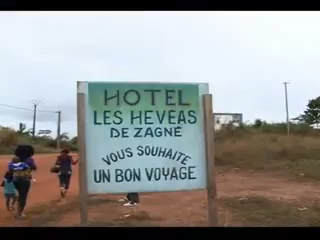 HOTEL
LES HEVEAS
DE ZAGNÉ
VOUS SOUHAITE
UN BON VOYAGE